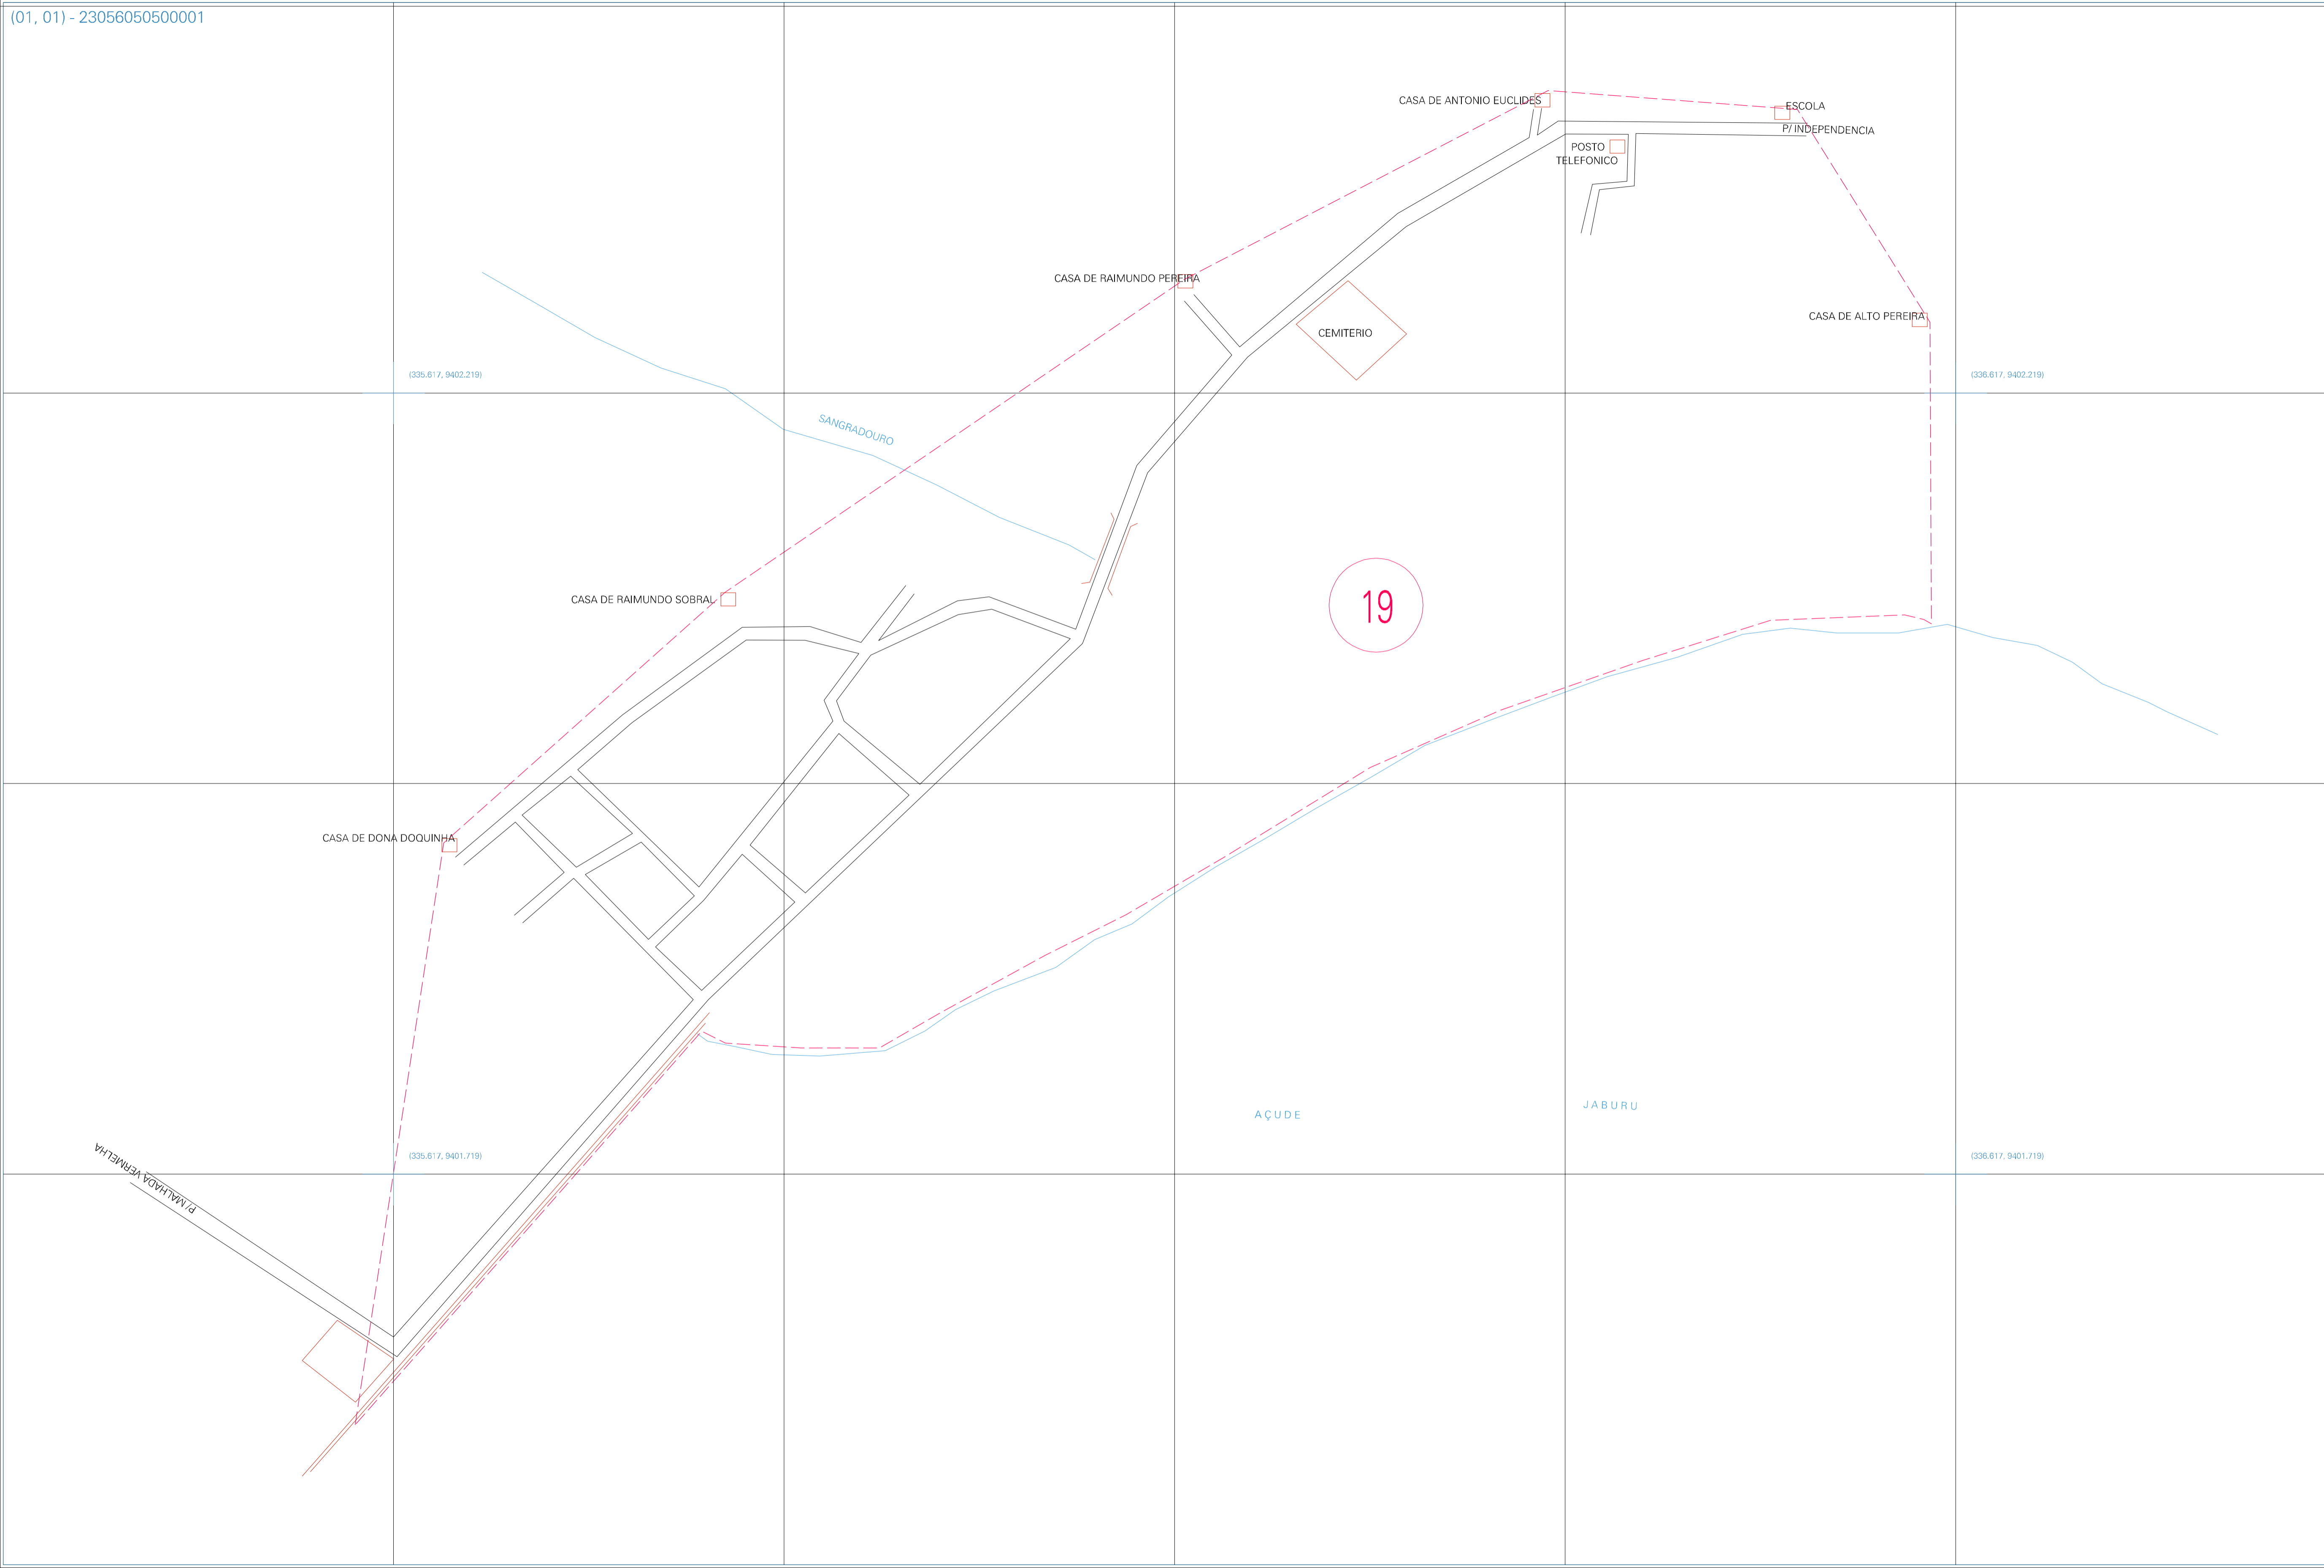 (01, 01) - 23056050500001
CASA DE ANTONIO EUCLIDES
ESCOLA
P/ INDEPENDENCIA
POSTO
TELEFONICO
CASA DE RAIMUNDO PEREIRA
CASA DE ALTO PEREIRA
CEMITERIO
(335.617, 9402.219)
(336.617, 9402.219)
SANGRADOURO
CASA DE RAIMUNDO SOBRAL
19
CASA DE DONA DOQUINHA
AÇUDE
JABURU
(335.617, 9401.719)
(336.617, 9401.719)
P/ MALHADA VERMELHA